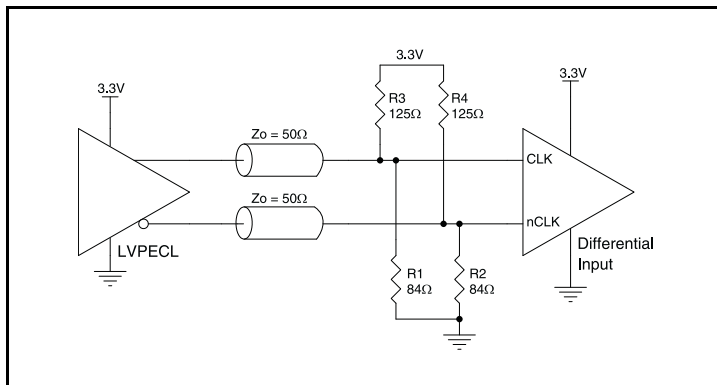 3.3V
3.3V
3.3V
R3
125Ω
R4
125Ω
Zo = 50Ω
CLK
Zo = 50Ω
nCLK
LVPECL
Differential
Input
R1
84Ω
R2
84Ω